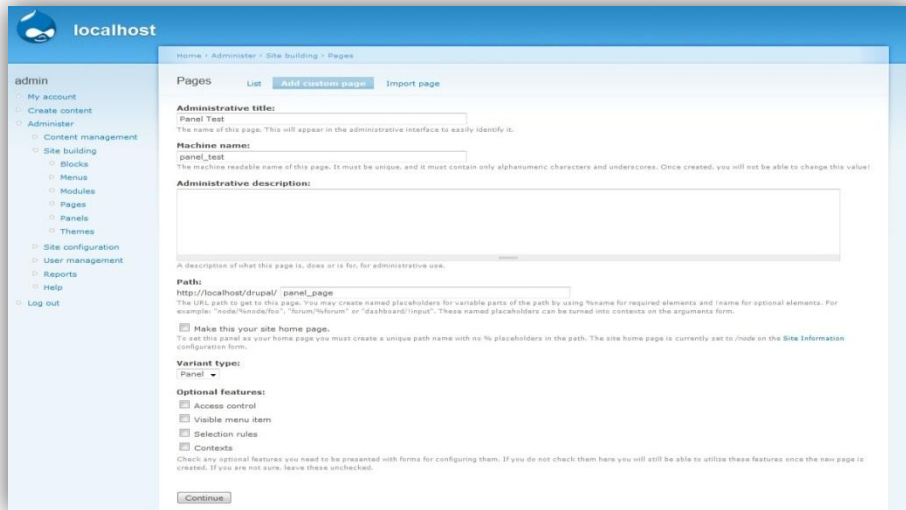 localhost
Home › Administer › Site building › Pages
admin
My account
Create content
Administer
Content management
Site building
Blocks
Menus
Modules
Pages
Panels
Themes
Site configuration
User management
Reports
Help
Log out
Pages List Add custom page Import page
Administrative title:
Panel Test
The name of this page. This will appear in the administrative interface to easily identify it.
Machine name:
panel_test
The machine readable name of this page. It must be unique, and it must contain only alphanumeric characters and underscores. Once created, you will not be able to change this value!
Administrative description:
A description of what this page is, does or is for, for administrative use.
Path:
http://localhost/drupal/ panel_page
The URL path to get to this page. You may create named placeholders for variable parts of the path by using %name for required elements and !name for optional elements. For
example: "node/%node/foo", "forum/%forum" or "dashboard/!input". These named placeholders can be turned into contexts on the arguments form.
Make this your site home page.
To set this panel as your home page you must create a unique path name with no % placeholders in the path. The site home page is currently set to /node on the Site Information
configuration form.
Variant type:
Panel
Optional features:
Access control
Visible menu item
Selection rules
Contexts
Check any optional features you need to be presented with forms for configuring them. If you do not check them here you will still be able to utilize these features once the new page is
created. If you are not sure, leave these unchecked.
Continue